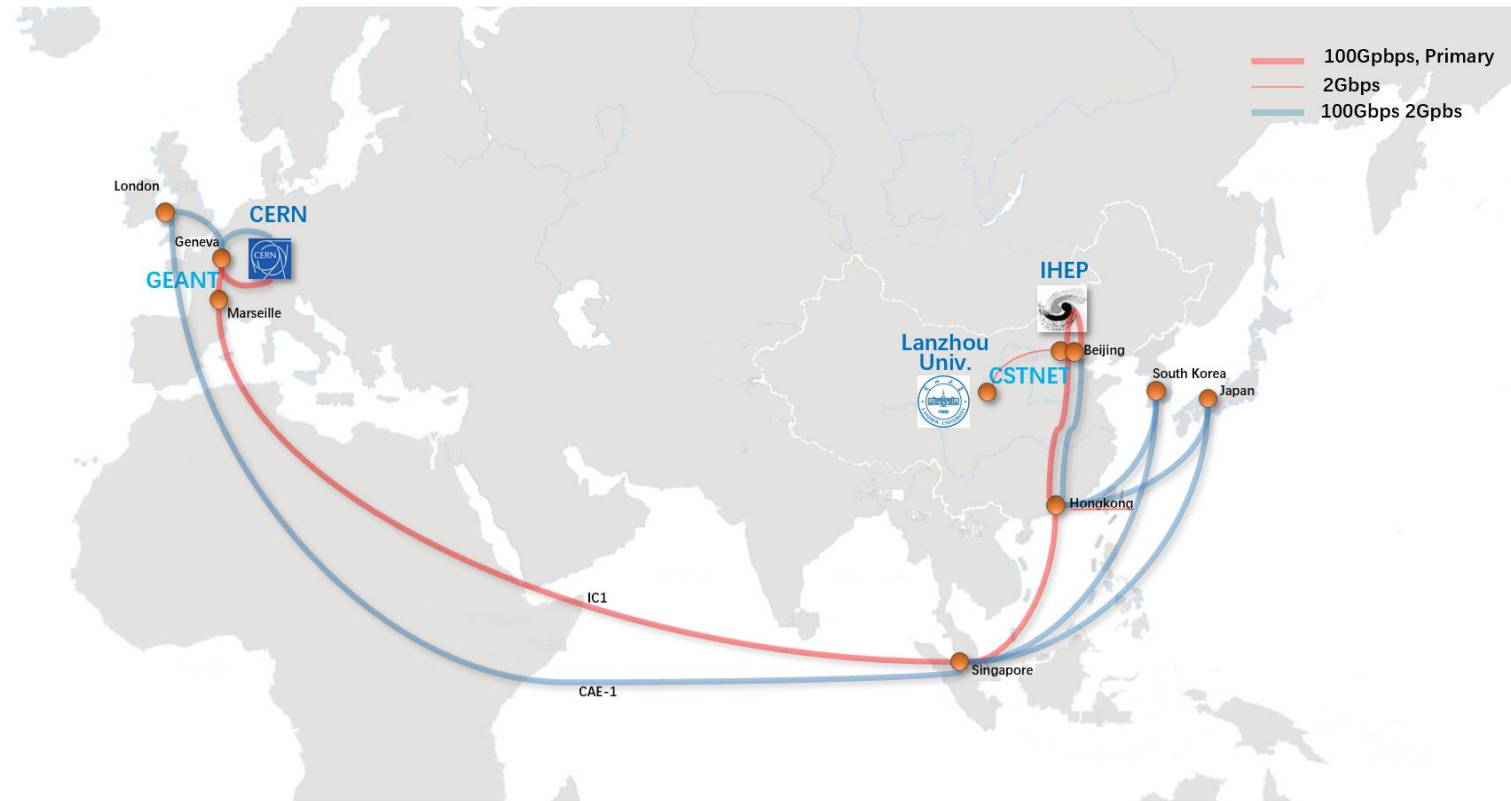 100Gpbps, Primary
2Gbps
100Gbps 2Gpbs
London
CERN
Geneva
CERN
GEANT
Marseille
IHEP
Lanzhou
Univ.
CSTNET
Beijing
South Korea
Japan
Hongkong
IC1
Singapore
CAE-1